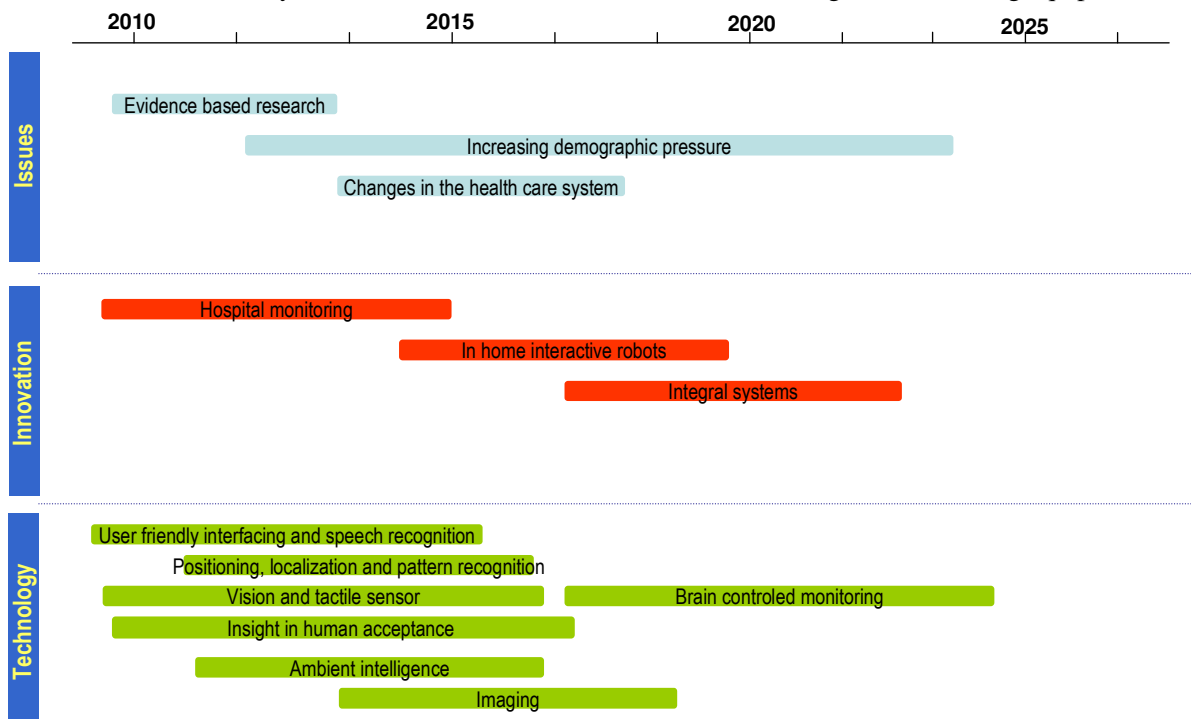 2010 2015 2020 2025
Issues
Evidence based research
Increasing demographic pressure
Changes in the health care system
Innovation
Hospital monitoring
In home interactive robots
Integral systems
Technology
User friendly interfacing and speech recognition
Positioning, localization and pattern recognition
Vision and tactile sensor
Brain controled monitoring
Insight in human acceptance
Ambient intelligence
Imaging